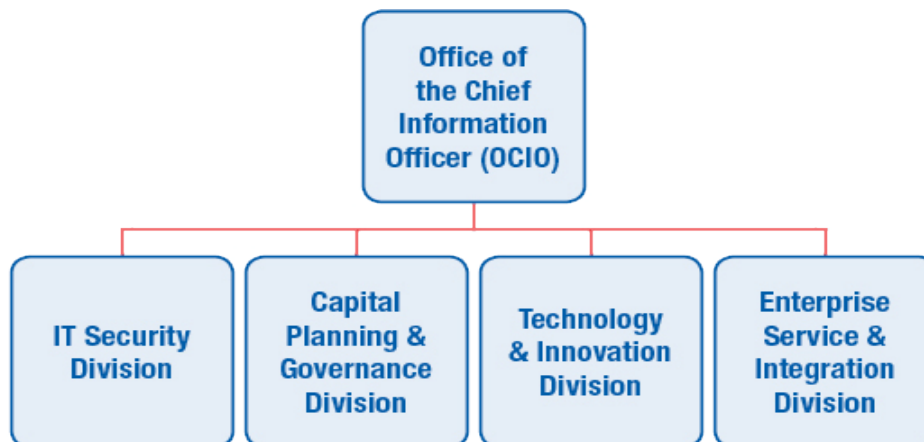 Office of
the Chief
Information
Officer (OCIO)
IT Security
Division
Capital
Planning &
Governance
Division
Technology
& Innovation
Division
Enterprise
Service &
Integration
Division